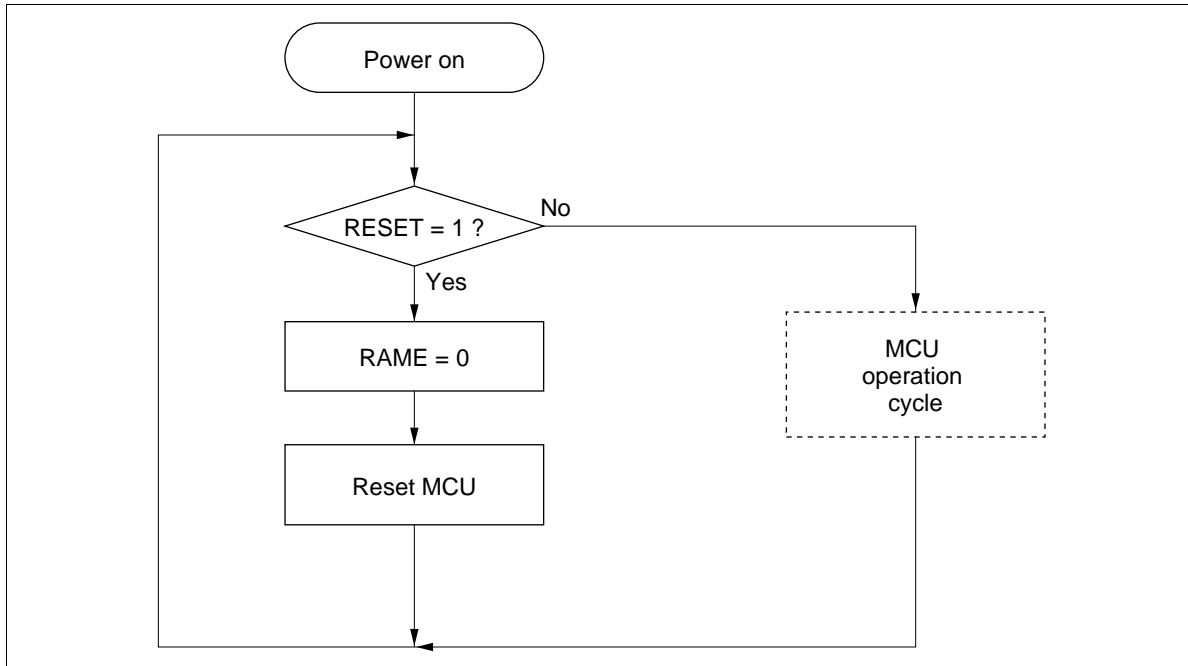 Power on
RESET = 1 ?
No
Yes
RAME = 0
MCU
operation
cycle
Reset MCU